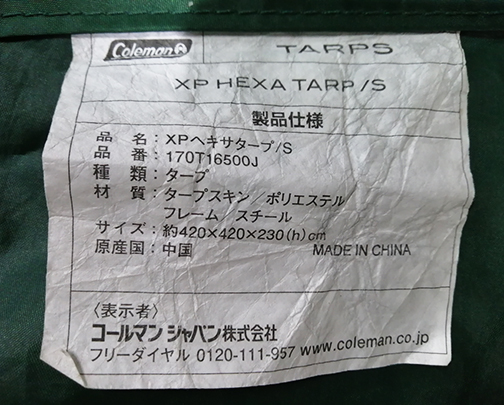 Coleman TARPS
XP HEXA TARP/S
製品仕様
品 名：XPヘキサタープ/S
品 番：170T16500J
種 類：タープ
材 質：タープスキン／ポリエステル
フレーム／スチール
サイズ：約420×420×230(h)cm
原産国：中国 MADE IN CHINA
〈表示者〉
コールマン ジャパン株式会社
フリーダイヤル 0120-111-957 www.coleman.co.jp